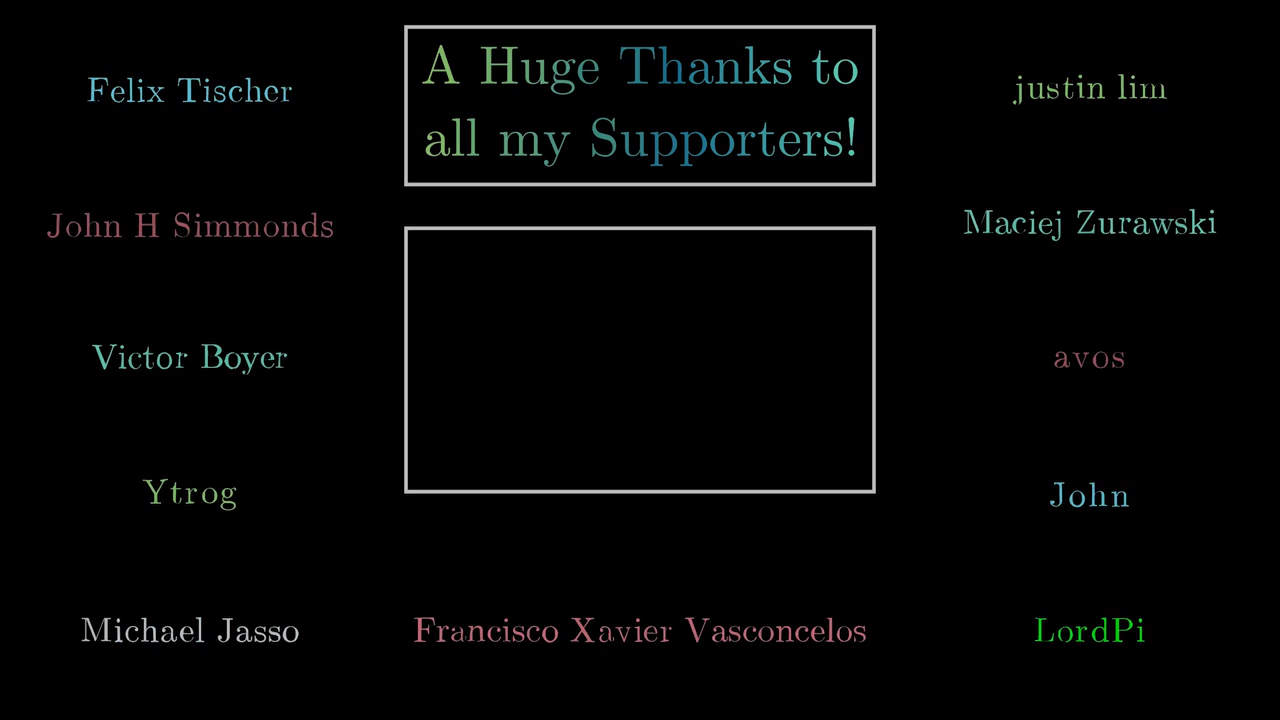 A Huge Thanks to
all my Supporters!
Felix Tischer
justin lim
John H Simmonds
Maciej Zurawski
Victor Boyer
avos
Ytrog
John
Michael Jasso
Francisco Xavier Vasconcelos
LordPi